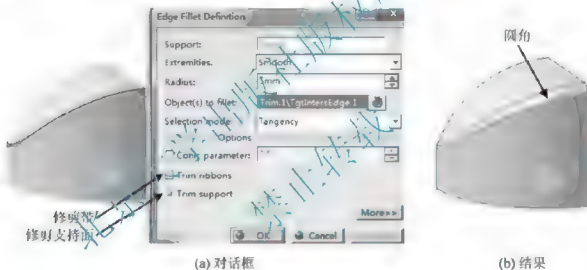 Edge Fillet Definition
Support:
Extremities: Smooth
Radius: 5mm
Object(s) to fillet: Trim.1\TgtIntersEdge.1
Selection mode: Tangency
Options
Conic parameter:
Trim ribbons
Trim support
More>>
OK Cancel
修剪带
修剪支持面
圆角
(a) 对话框
(b) 结果